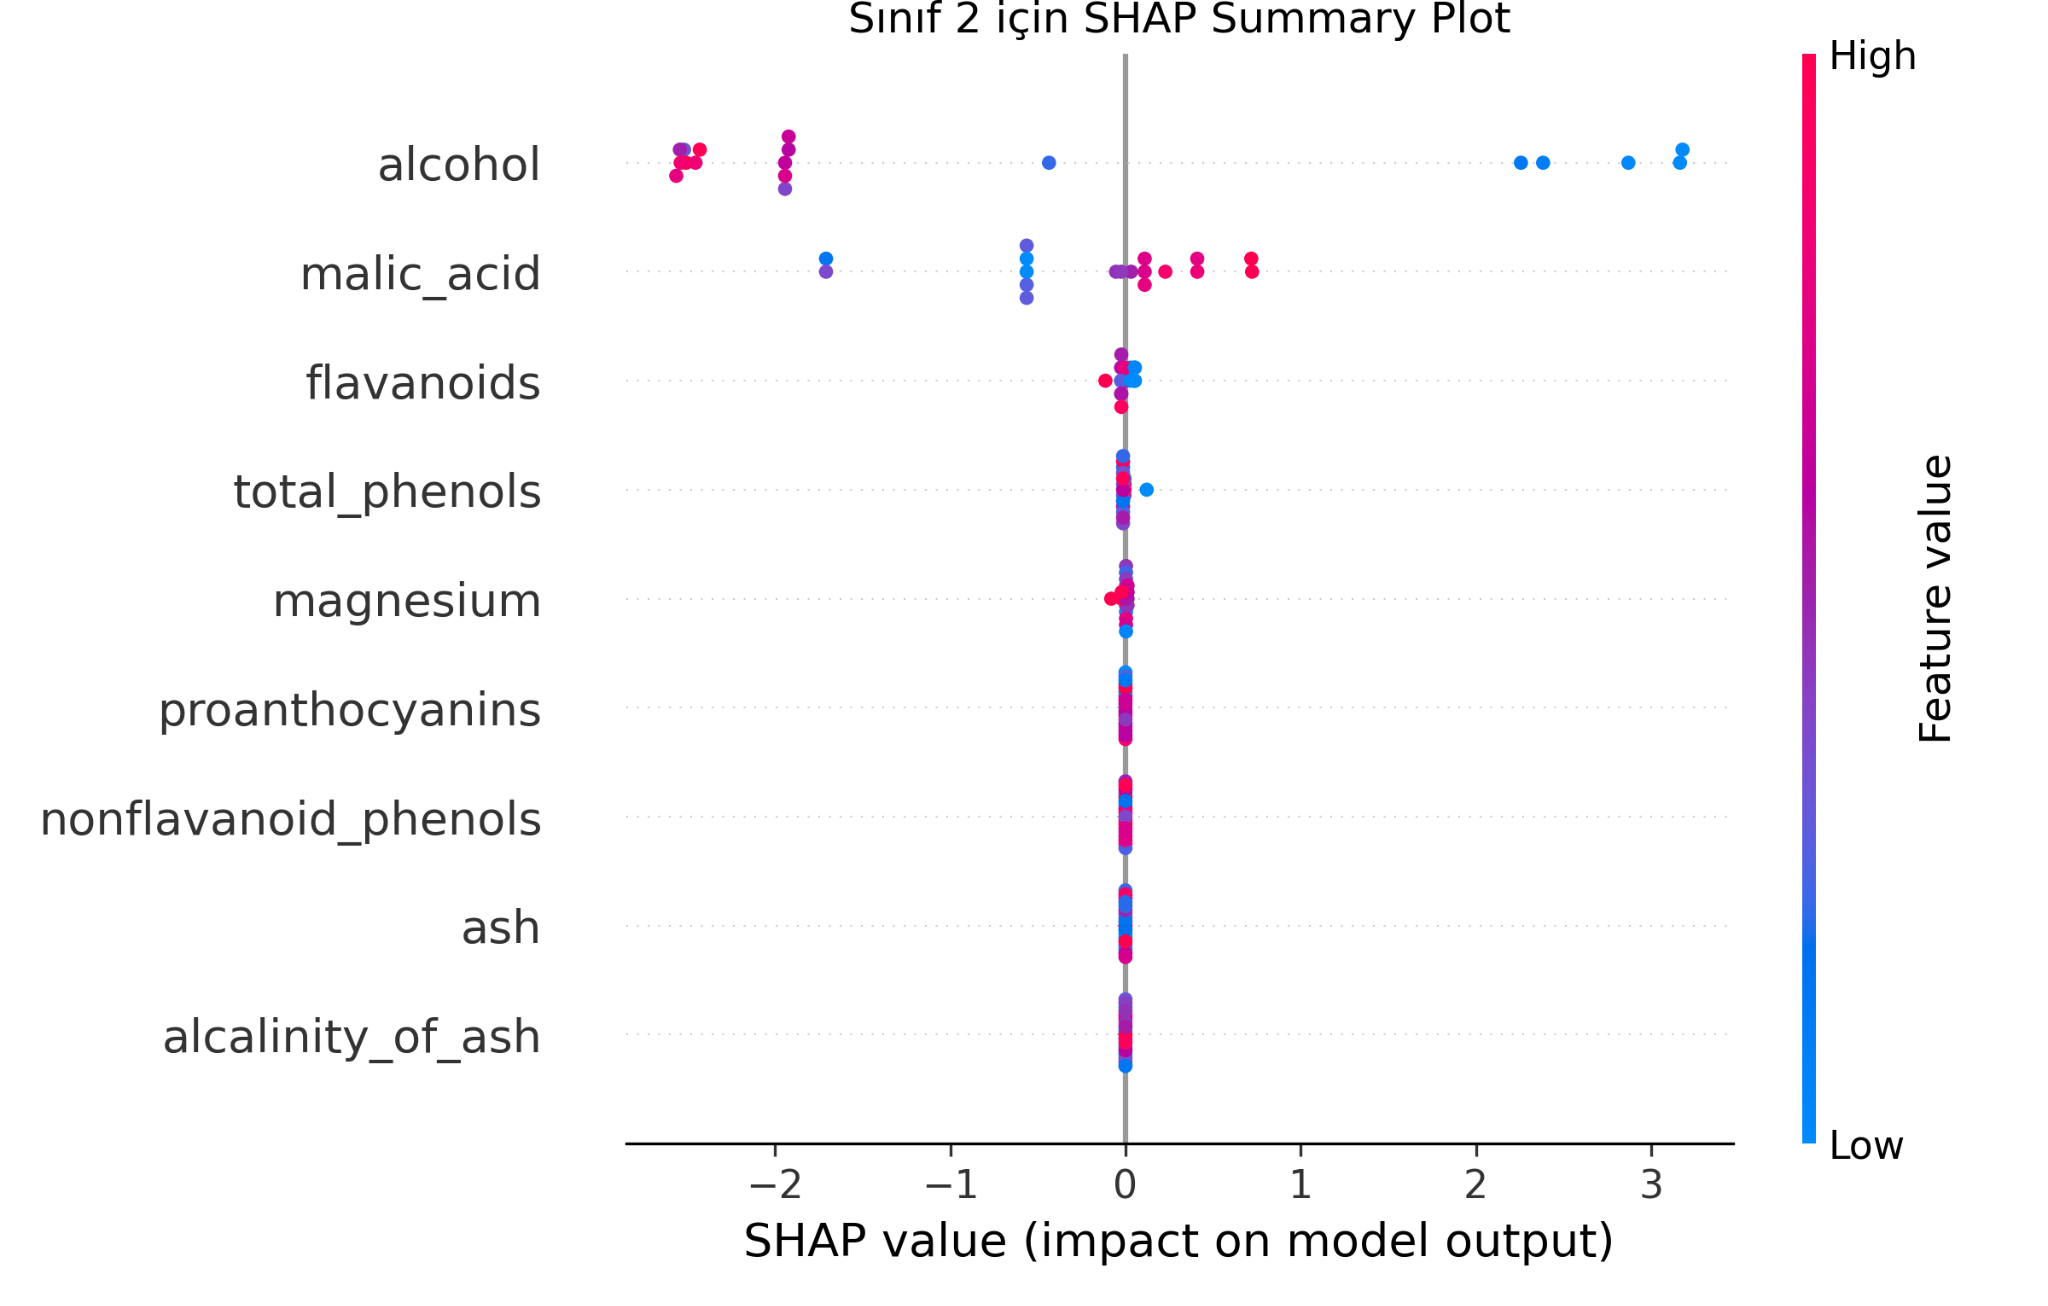 Sınıf 2 için SHAP Summary Plot
High
alcohol
malic_acid
flavanoids
total_phenols
magnesium
proanthocyanins
nonflavanoid_phenols
ash
alcalinity_of_ash
Feature value
Low
−2 −1 0 1 2 3
SHAP value (impact on model output)